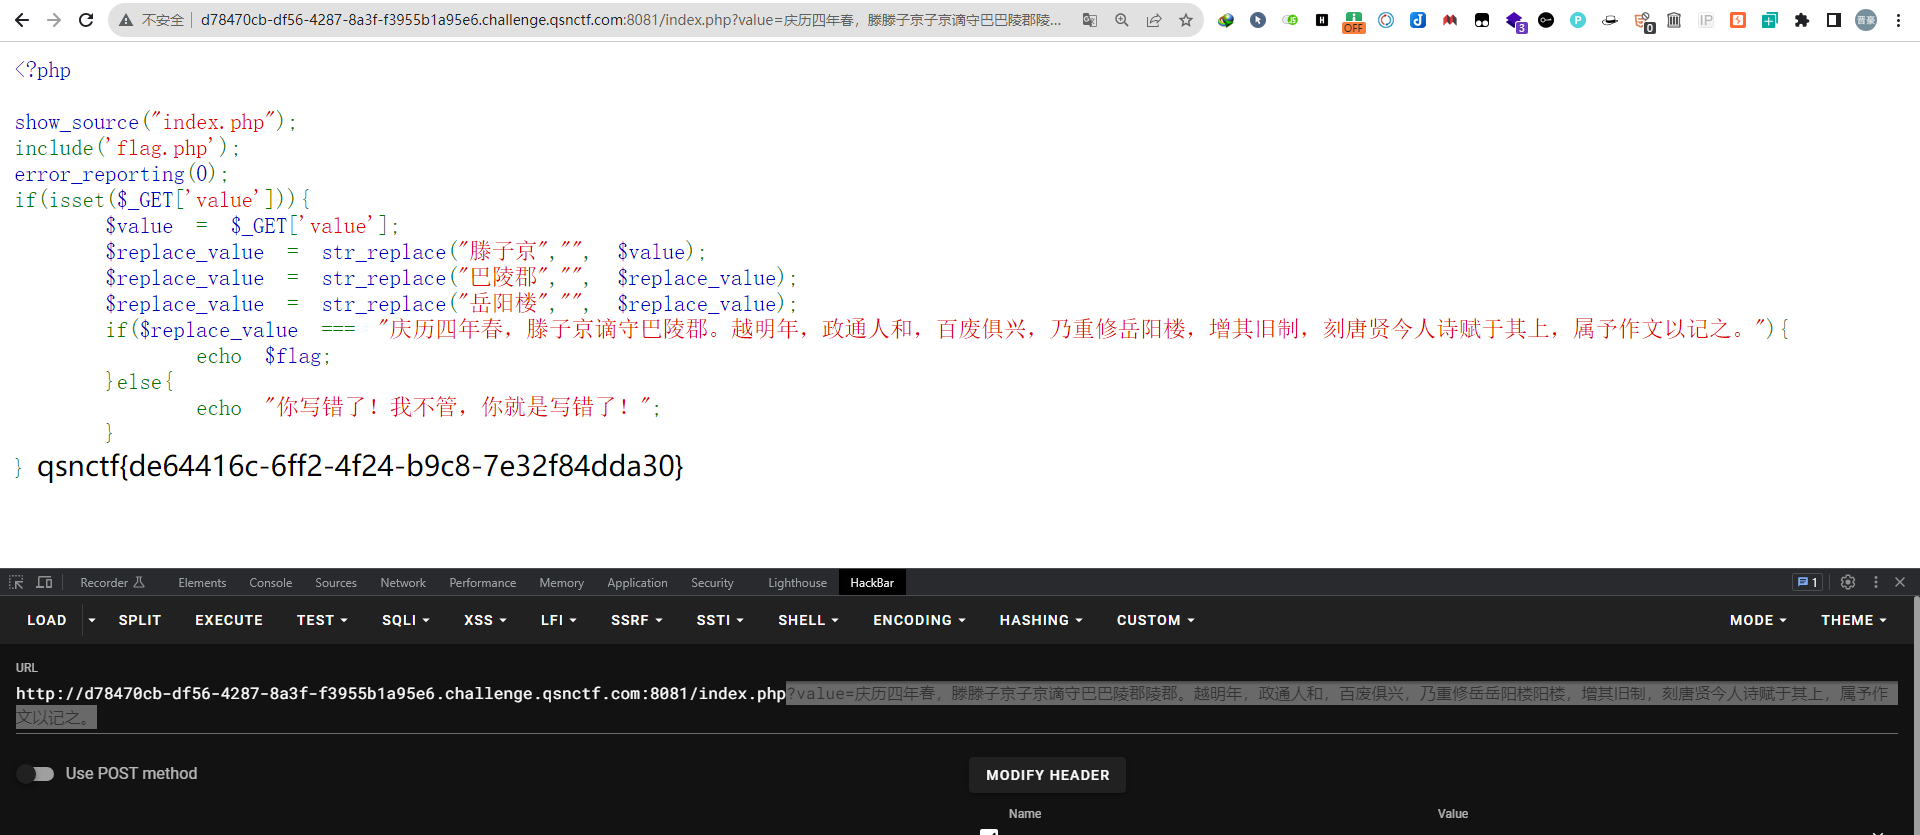 不安全 d78470cb-df56-4287-8a3f-f3955b1a95e6.challenge.qsnctf.com:8081/index.php?value=庆历四年春，滕滕子京子京谪守巴巴陵郡陵...
OFF 3 0 IP 晋豪
<?php
show_source("index.php");
include('flag.php');
error_reporting(0);
if(isset($_GET['value'])){
$value = $_GET['value'];
$replace_value = str_replace("滕子京","", $value);
$replace_value = str_replace("巴陵郡","", $replace_value);
$replace_value = str_replace("岳阳楼","", $replace_value);
if($replace_value === "庆历四年春，滕子京谪守巴陵郡。越明年，政通人和，百废俱兴，乃重修岳阳楼，增其旧制，刻唐贤今人诗赋于其上，属予作文以记之。"){
echo $flag;
}else{
echo "你写错了！我不管，你就是写错了！";
}
} qsnctf{de64416c-6ff2-4f24-b9c8-7e32f84dda30}
Recorder Elements Console Sources Network Performance Memory Application Security Lighthouse HackBar 1
LOAD SPLIT EXECUTE TEST SQLI XSS LFI SSRF SSTI SHELL ENCODING HASHING CUSTOM MODE THEME
URL
http://d78470cb-df56-4287-8a3f-f3955b1a95e6.challenge.qsnctf.com:8081/index.php?value=庆历四年春，滕滕子京子京谪守巴巴陵郡陵郡。越明年，政通人和，百废俱兴，乃重修岳岳阳楼阳楼，增其旧制，刻唐贤今人诗赋于其上，属予作
文以记之。
Use POST method MODIFY HEADER
Name Value